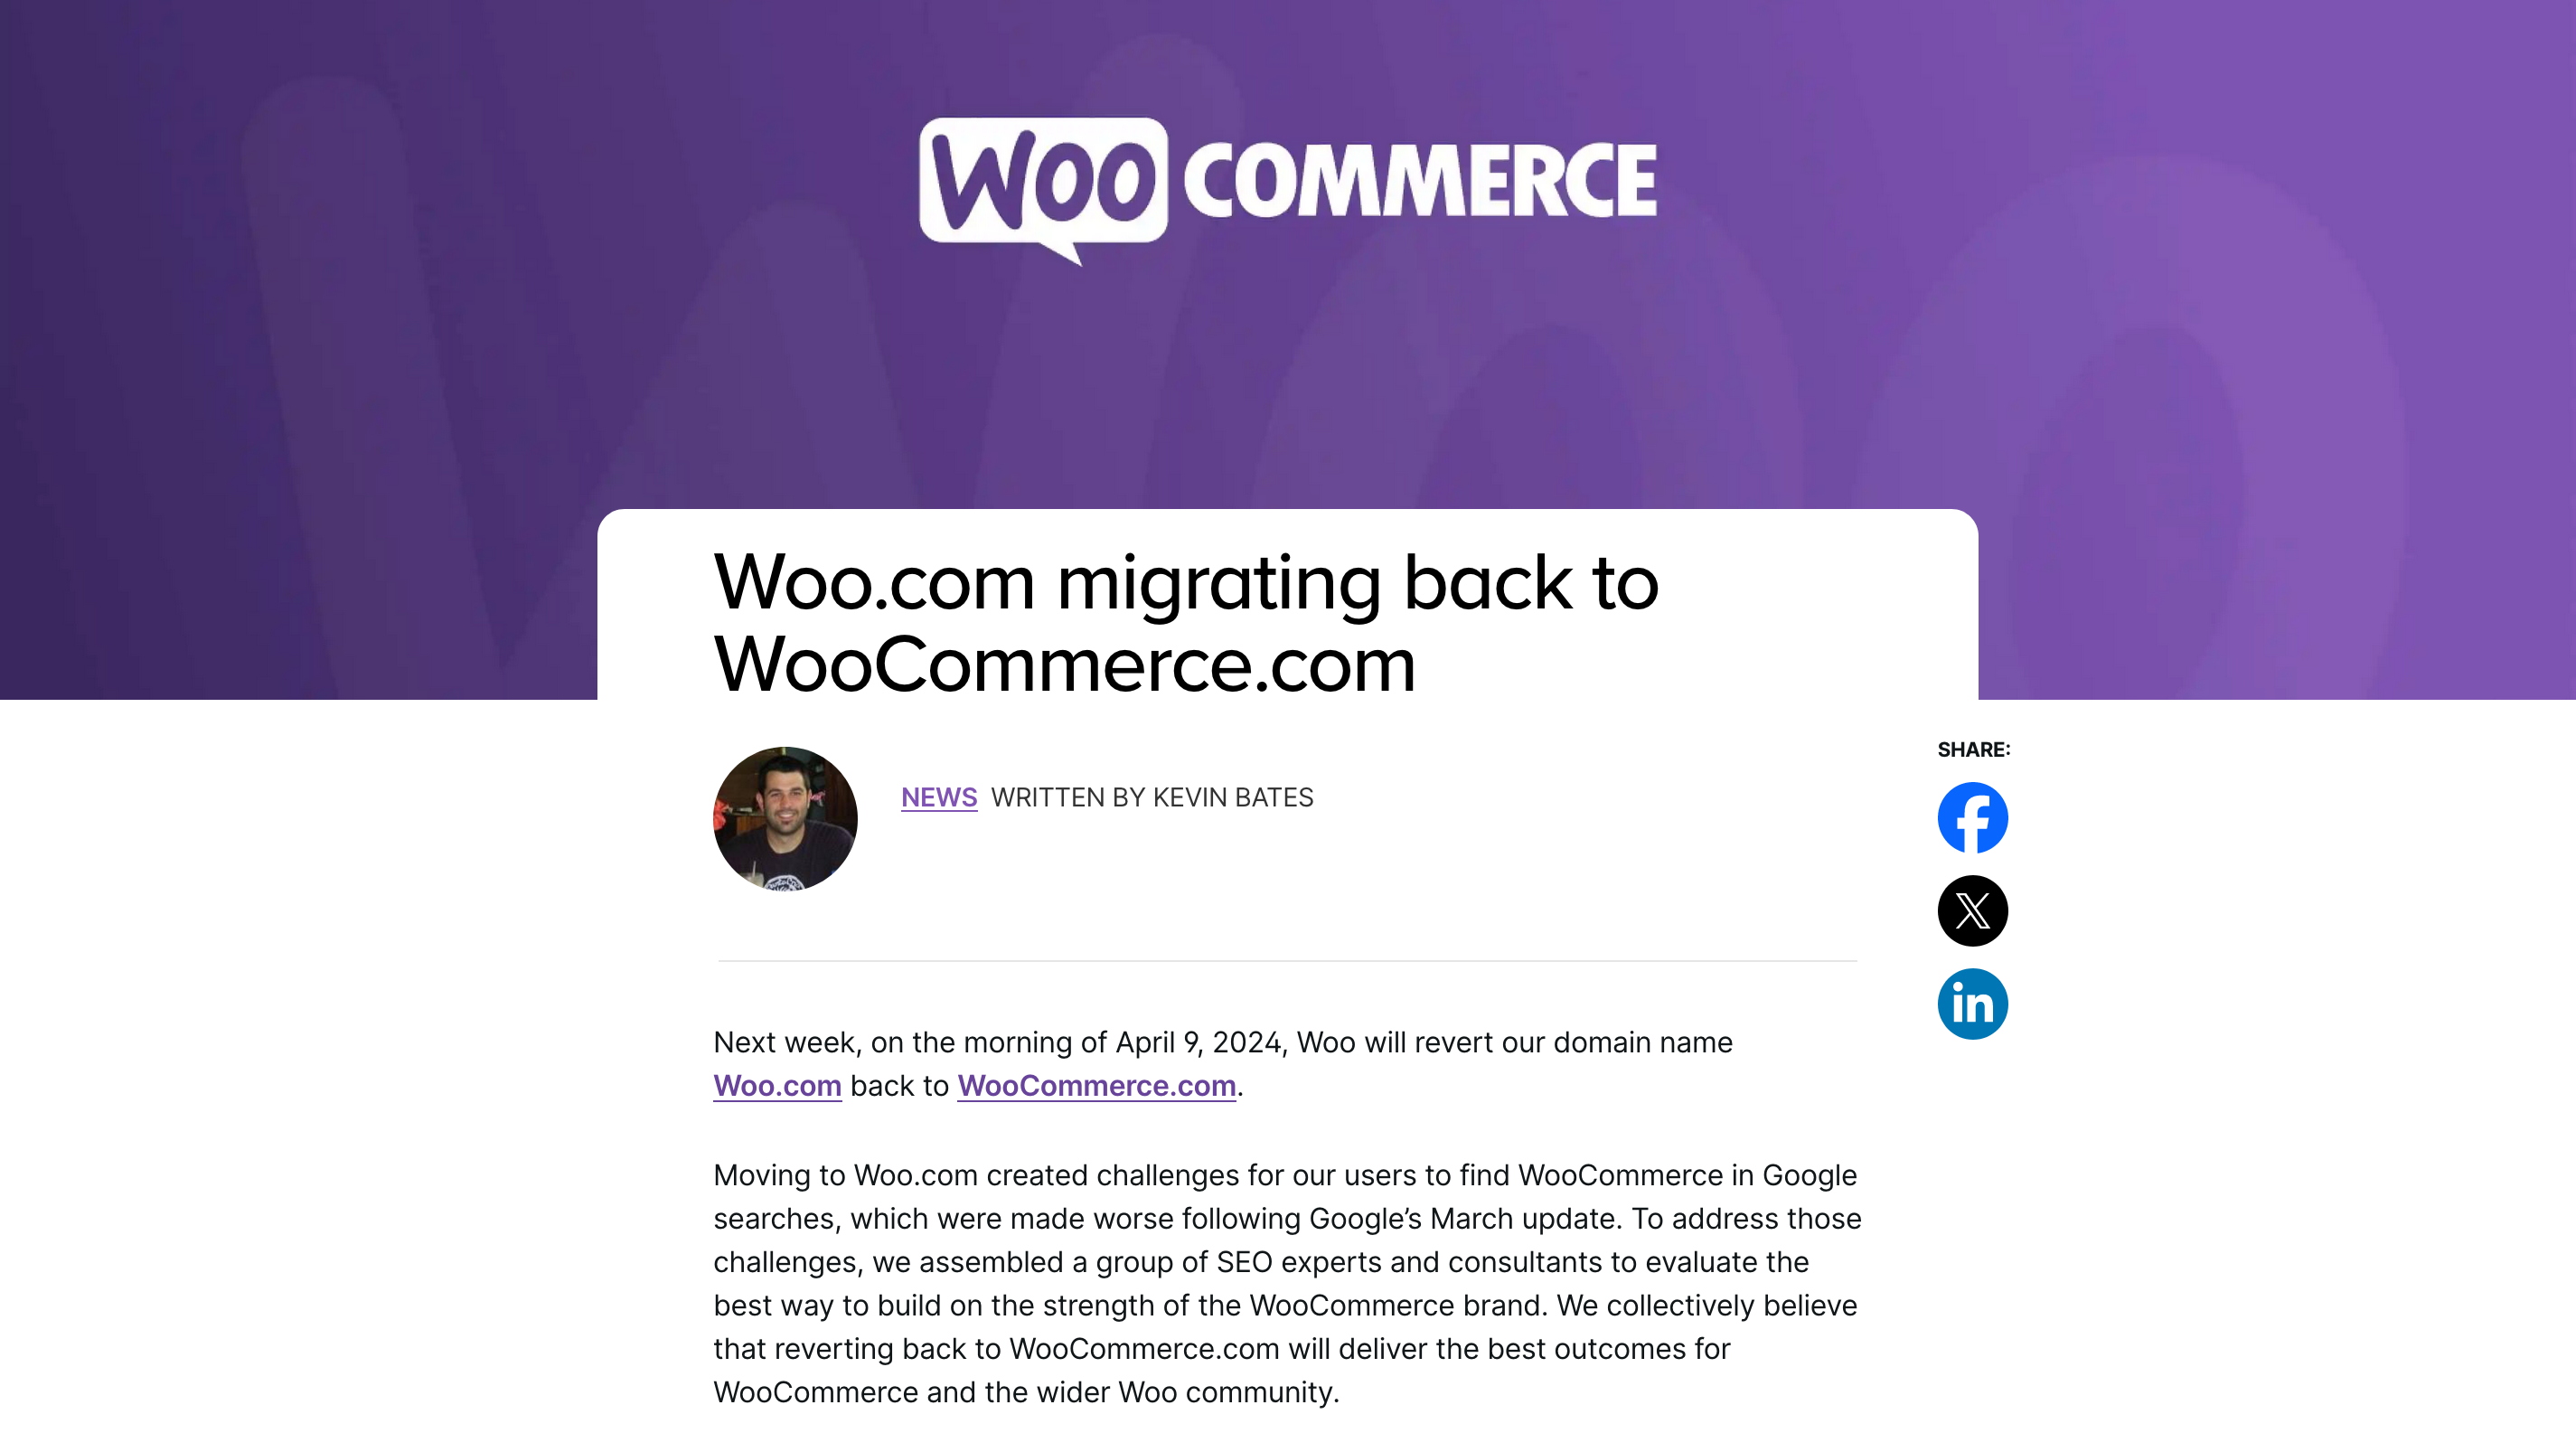 Woo COMMERCE
Woo.com migrating back to
WooCommerce.com
NEWS WRITTEN BY KEVIN BATES
SHARE:
Next week, on the morning of April 9, 2024, Woo will revert our domain name
Woo.com back to WooCommerce.com.
Moving to Woo.com created challenges for our users to find WooCommerce in Google
searches, which were made worse following Google’s March update. To address those
challenges, we assembled a group of SEO experts and consultants to evaluate the
best way to build on the strength of the WooCommerce brand. We collectively believe
that reverting back to WooCommerce.com will deliver the best outcomes for
WooCommerce and the wider Woo community.